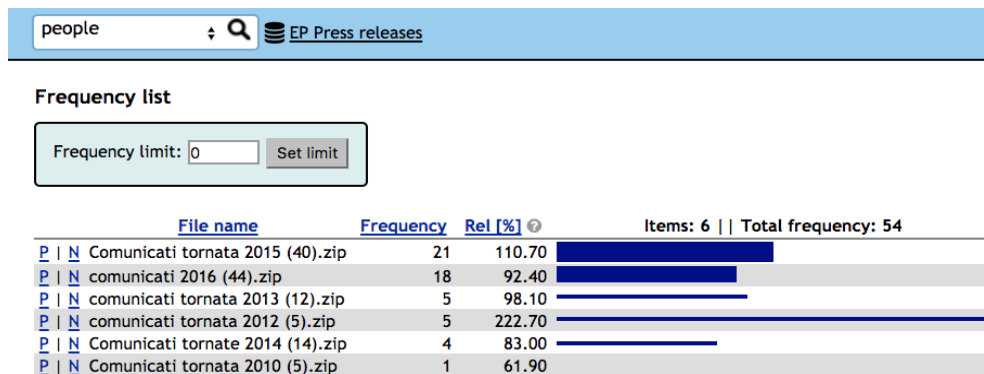 people EP Press releases
Frequency list
Frequency limit: 0 Set limit
File name Frequency Rel [%] ? Items: 6 || Total frequency: 54
P | N Comunicati tornata 2015 (40).zip 21 110.70
P | N comunicati 2016 (44).zip 18 92.40
P | N comunicati tornata 2013 (12).zip 5 98.10
P | N comunicati tornata 2012 (5).zip 5 222.70
P | N Comunicati tornate 2014 (14).zip 4 83.00
P | N Comunicati tornata 2010 (5).zip 1 61.90